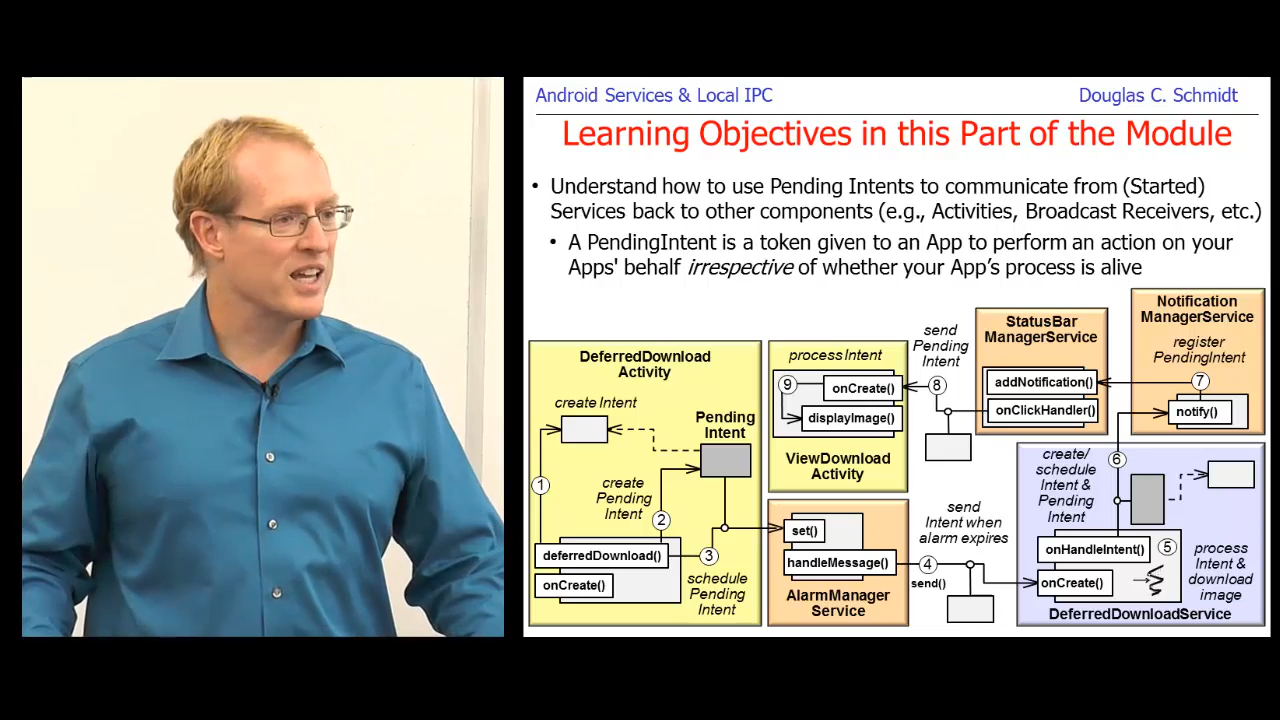 Android Services & Local IPC
Douglas C. Schmidt
Learning Objectives in this Part of the Module
• Understand how to use Pending Intents to communicate from (Started)
Services back to other components (e.g., Activities, Broadcast Receivers, etc.)
• A PendingIntent is a token given to an App to perform an action on your
Apps' behalf irrespective of whether your App's process is alive
DeferredDownload
Activity
create Intent
Pending
Intent
1
create
Pending
Intent
2
deferredDownload()
3
onCreate()
schedule
Pending
Intent
process Intent
9
onCreate()
displayImage()
ViewDownload
Activity
send
Pending
Intent
8
StatusBar
ManagerService
addNotification()
onClickHandler()
Notification
ManagerService
register
PendingIntent
7
notify()
set()
handleMessage()
AlarmManager
Service
send
Intent when
alarm expires
4
send()
create/
schedule
Intent &
Pending
Intent
6
onHandleIntent()
5
onCreate()
process
Intent &
download
image
DeferredDownloadService